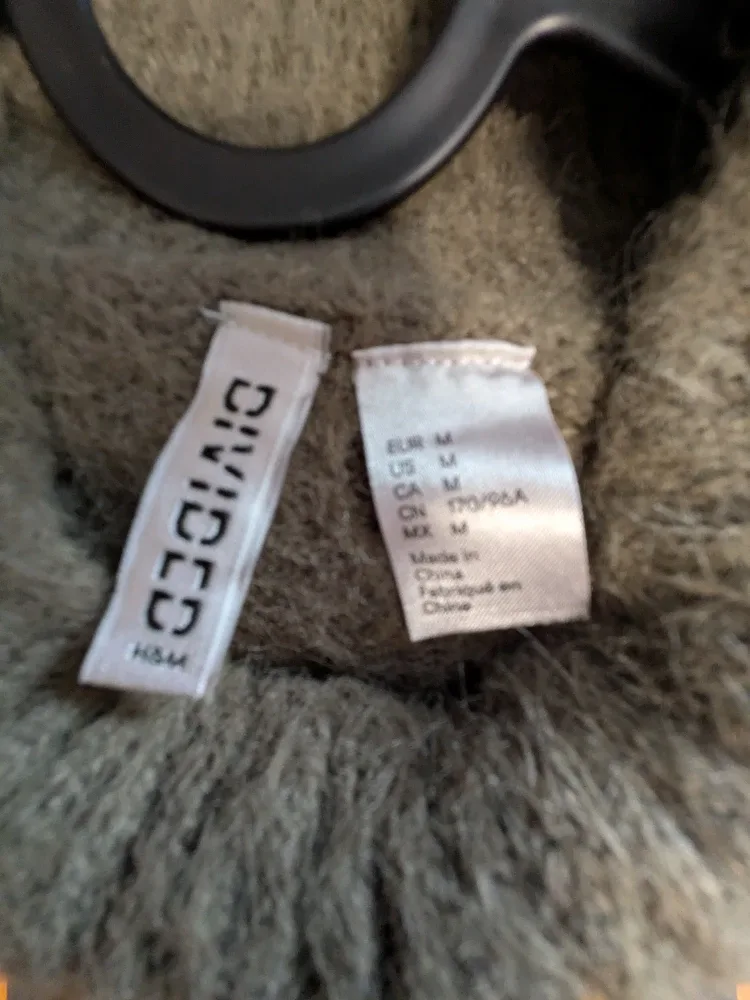 DIVIDED
H&M
EUR M
US M
CA M
CN 170/96A
MX M
Made in
China
Fabriqué en
Chine